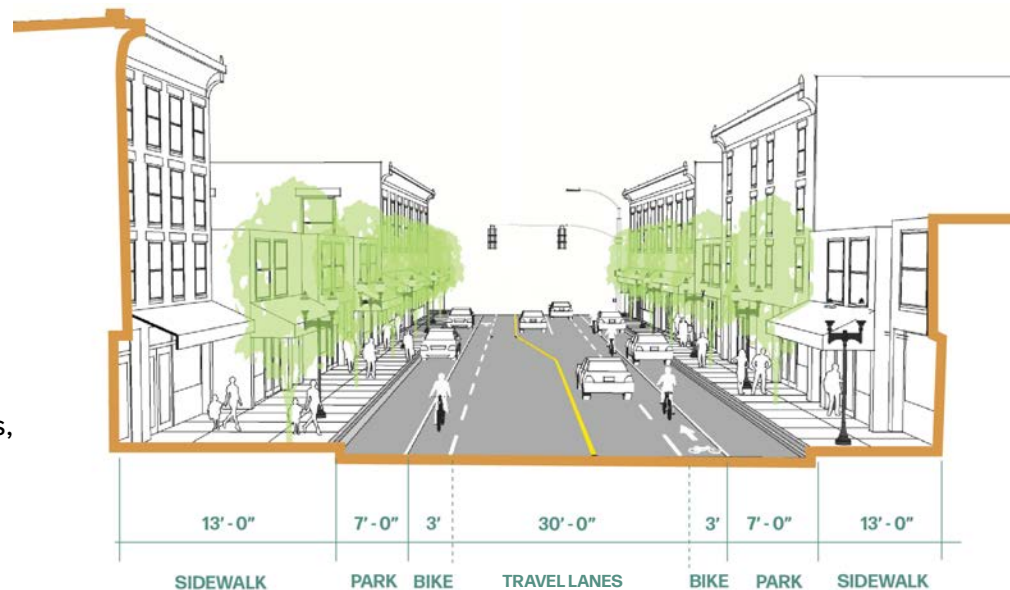 s,
13' - 0" 7' - 0" 3' 30' - 0" 3' 7' - 0" 13' - 0"
SIDEWALK PARK BIKE TRAVEL LANES BIKE PARK SIDEWALK